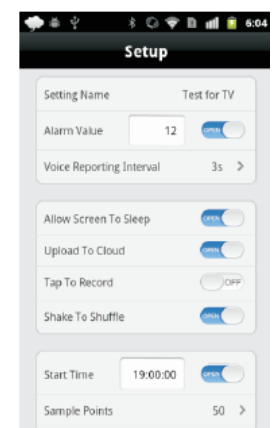 6:04
Setup
Setting Name Test for TV
Alarm Value 12 OPEN
Voice Reporting Interval 3s >
Allow Screen To Sleep OPEN
Upload To Cloud OPEN
Tap To Record OFF
Shake To Shuffle OPEN
Start Time 19:00:00 OPEN
Sample Points 50 >